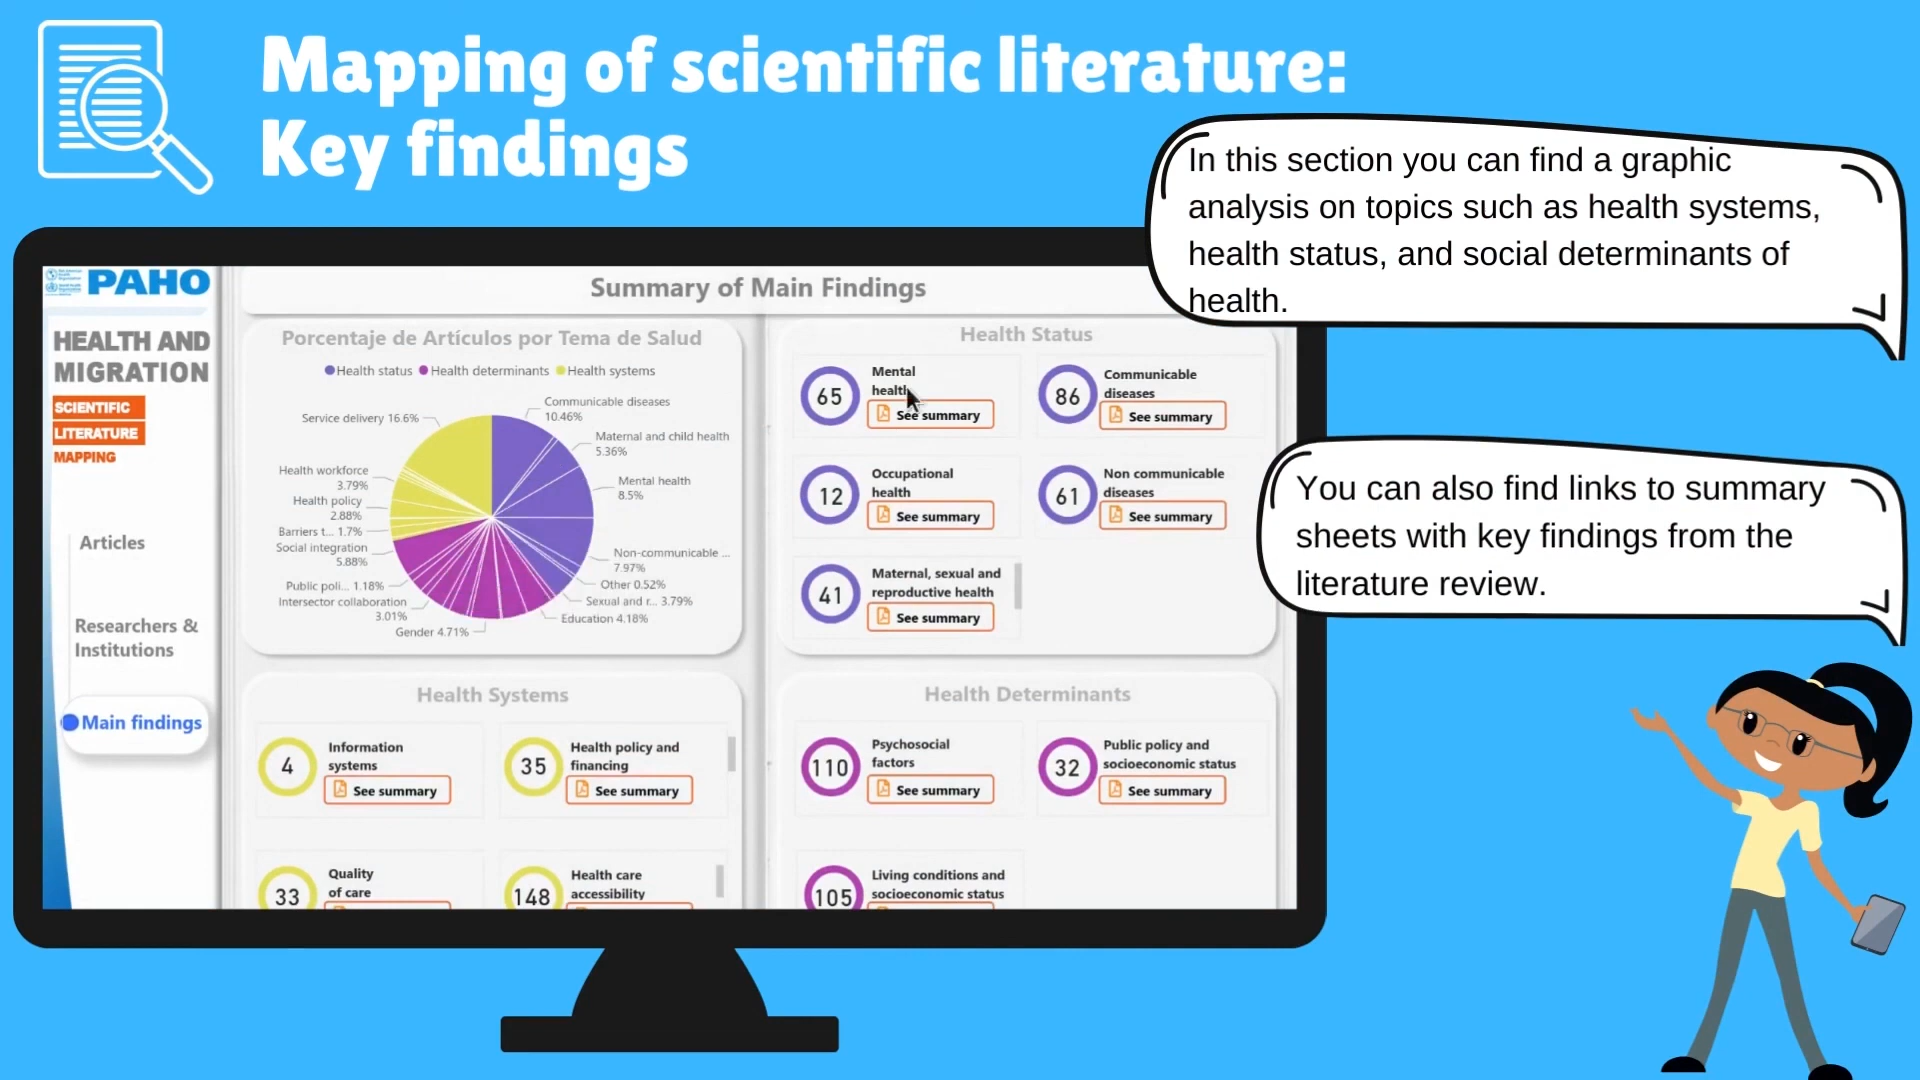 Mapping of scientific literature:
Key findings
In this section you can find a graphic
analysis on topics such as health systems,
health status, and social determinants of
health.
You can also find links to summary
sheets with key findings from the
literature review.
PAHO
HEALTH AND
MIGRATION
SCIENTIFIC
LITERATURE
MAPPING
Articles
Researchers &
Institutions
Main findings
Summary of Main Findings
Porcentaje de Artículos por Tema de Salud
Health status Health determinants Health systems
Communicable diseases
10.46%
Maternal and child health
5.36%
Mental health
8.5%
Non-communicable ...
7.97%
Other 0.52%
Sexual and r... 3.79%
Education 4.18%
Gender 4.71%
Intersector collaboration
3.01%
Public poli... 1.18%
Social integration
5.88%
Barriers t... 1.7%
Health policy
2.88%
Health workforce
3.79%
Service delivery 16.6%
Health Status
65
Mental
health
See summary
86
Communicable
diseases
See summary
12
Occupational
health
See summary
61
Non communicable
diseases
See summary
41
Maternal, sexual and
reproductive health
See summary
Health Systems
4
Information
systems
See summary
35
Health policy and
financing
See summary
33
Quality
of care
148
Health care
accessibility
Health Determinants
110
Psychosocial
factors
See summary
32
Public policy and
socioeconomic status
See summary
105
Living conditions and
socioeconomic status